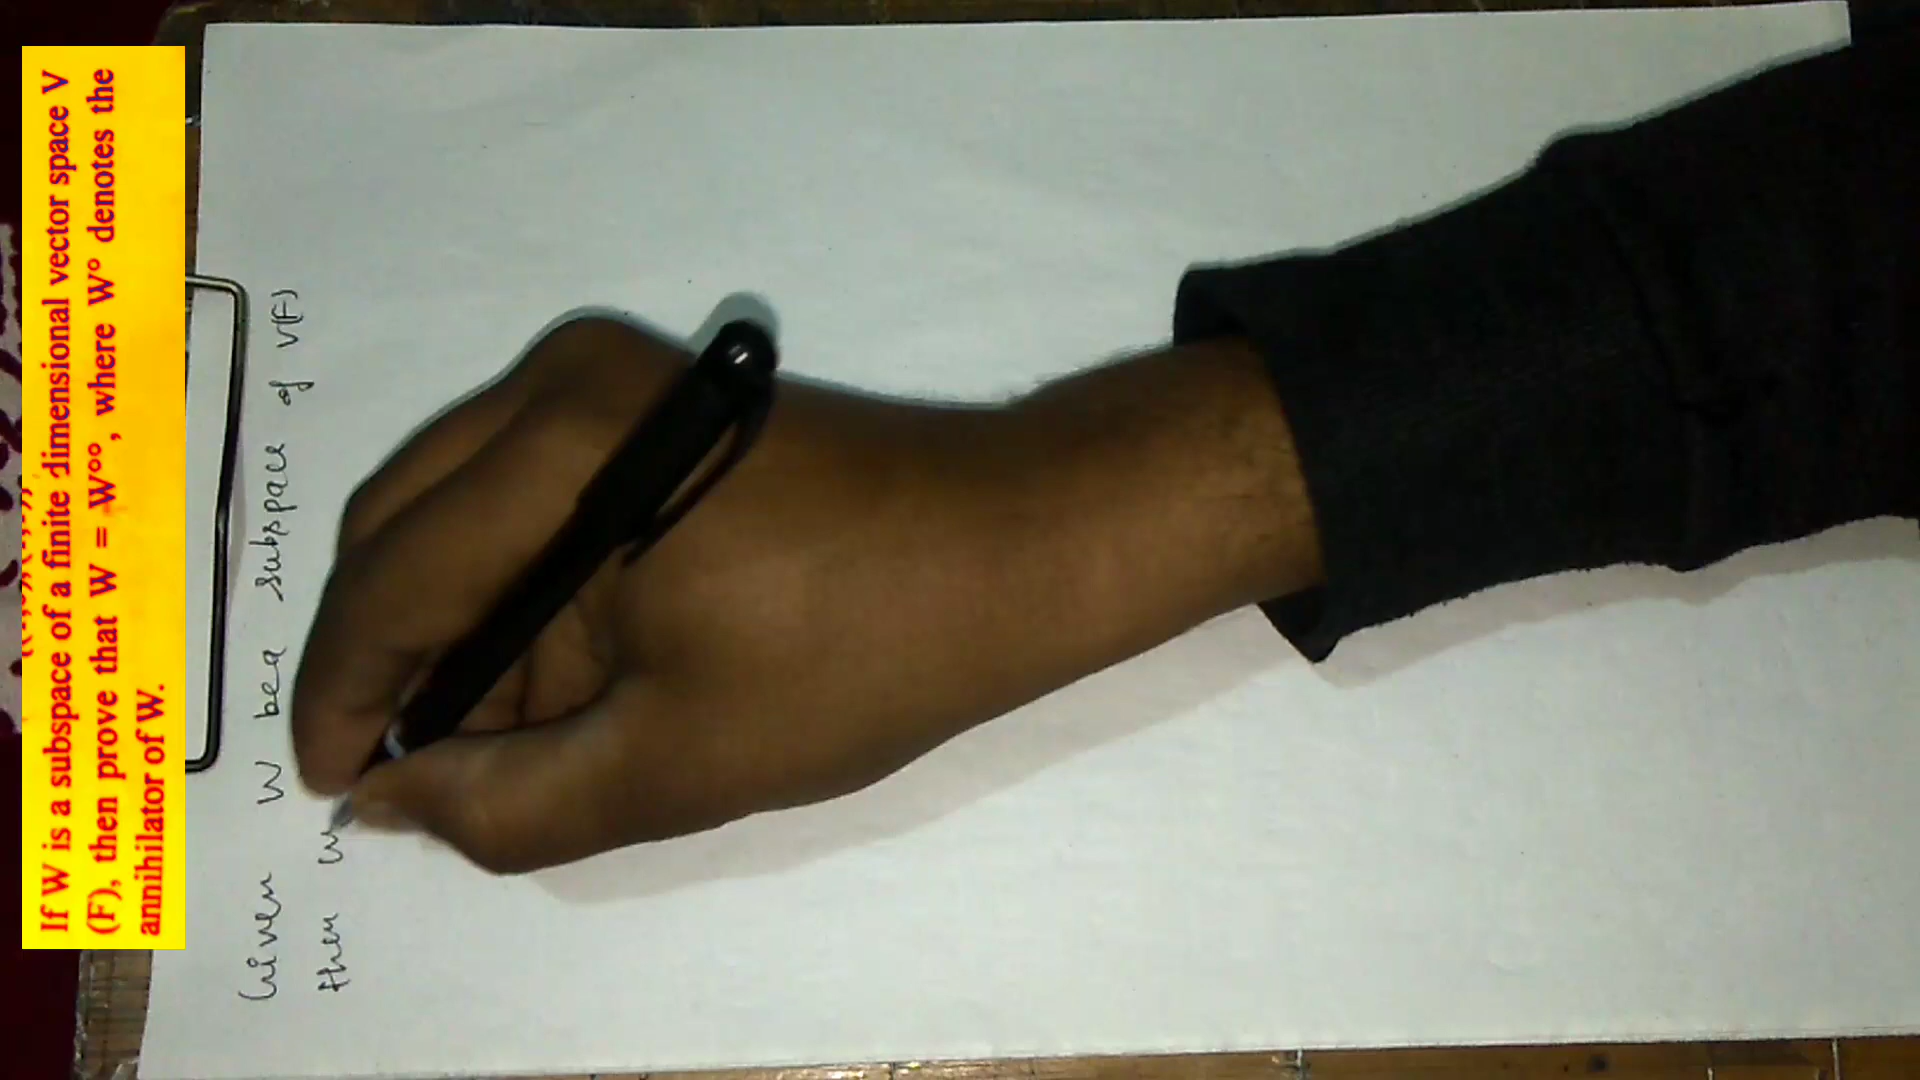 If W is a subspace of a finite dimensional vector space V
(F), then prove that W = W°°, where W° denotes the
annihilator of W.
Given W be a subspace of V(F)
then W